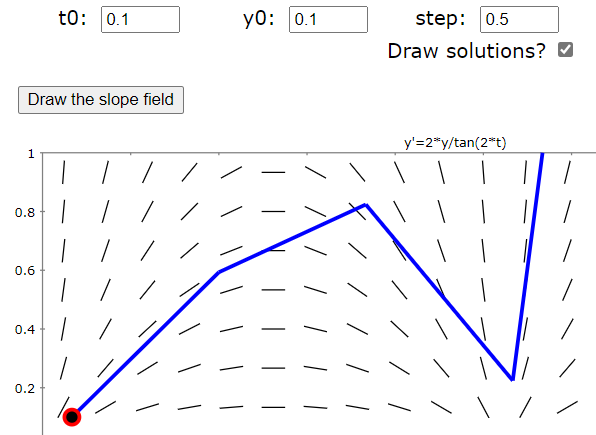 t0: 0.1 y0: 0.1 step: 0.5
Draw solutions?
Draw the slope field
y'=2*y/tan(2*t)
1
0.8
0.6
0.4
0.2